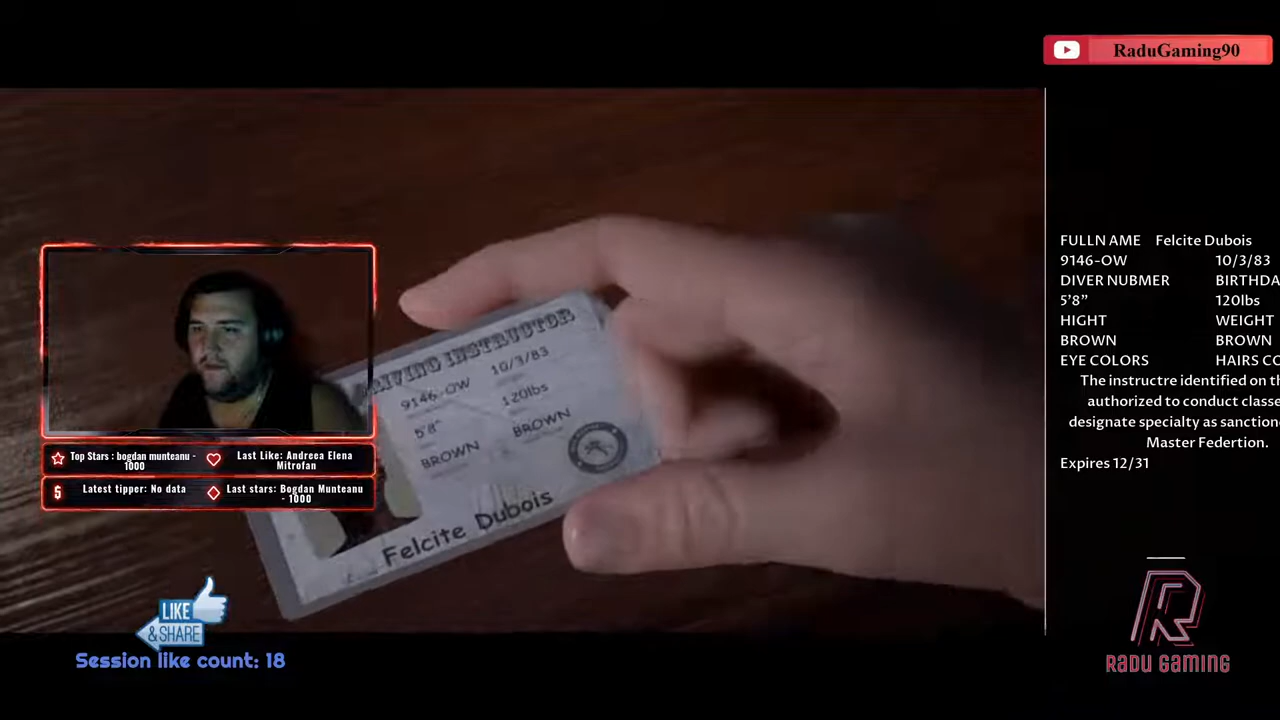 RaduGaming90
FULLN AME Felcite Dubois
9146-OW 10/3/83
DIVER NUBMER BIRTHDA
5'8” 120lbs
HIGHT WEIGHT
BROWN BROWN
EYE COLORS HAIRS CO
The instructre identified on th
authorized to conduct classe
designate specialty as sanction
Master Federtion.
Expires 12/31
DRIVING INSTRUCTOR
9146-OW 10/3/83
5'8" 120lbs
BROWN BROWN
Felcite Dubois
Top Stars : bogdan munteanu -
1000
Last Like: Andreea Elena
Mitrofan
Latest tipper: No data
Last stars: Bogdan Munteanu
- 1000
LIKE
& SHARE
Session like count: 18
RADU GAMING